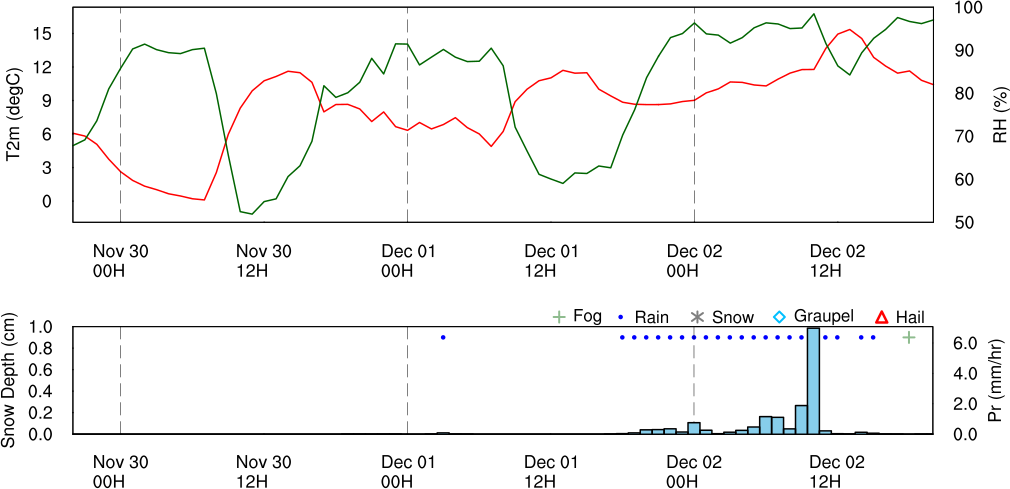 15
12
9
6
3
0
T2m (degC)
100
90
80
70
60
50
RH (%)
Nov 30 Nov 30 Dec 01 Dec 01 Dec 02 Dec 02
00H 12H 00H 12H 00H 12H
Fog Rain Snow Graupel Hail
1.0
0.8
0.6
0.4
0.2
0.0
Snow Depth (cm)
6.0
4.0
2.0
0.0
Pr (mm/hr)
Nov 30 Nov 30 Dec 01 Dec 01 Dec 02 Dec 02
00H 12H 00H 12H 00H 12H